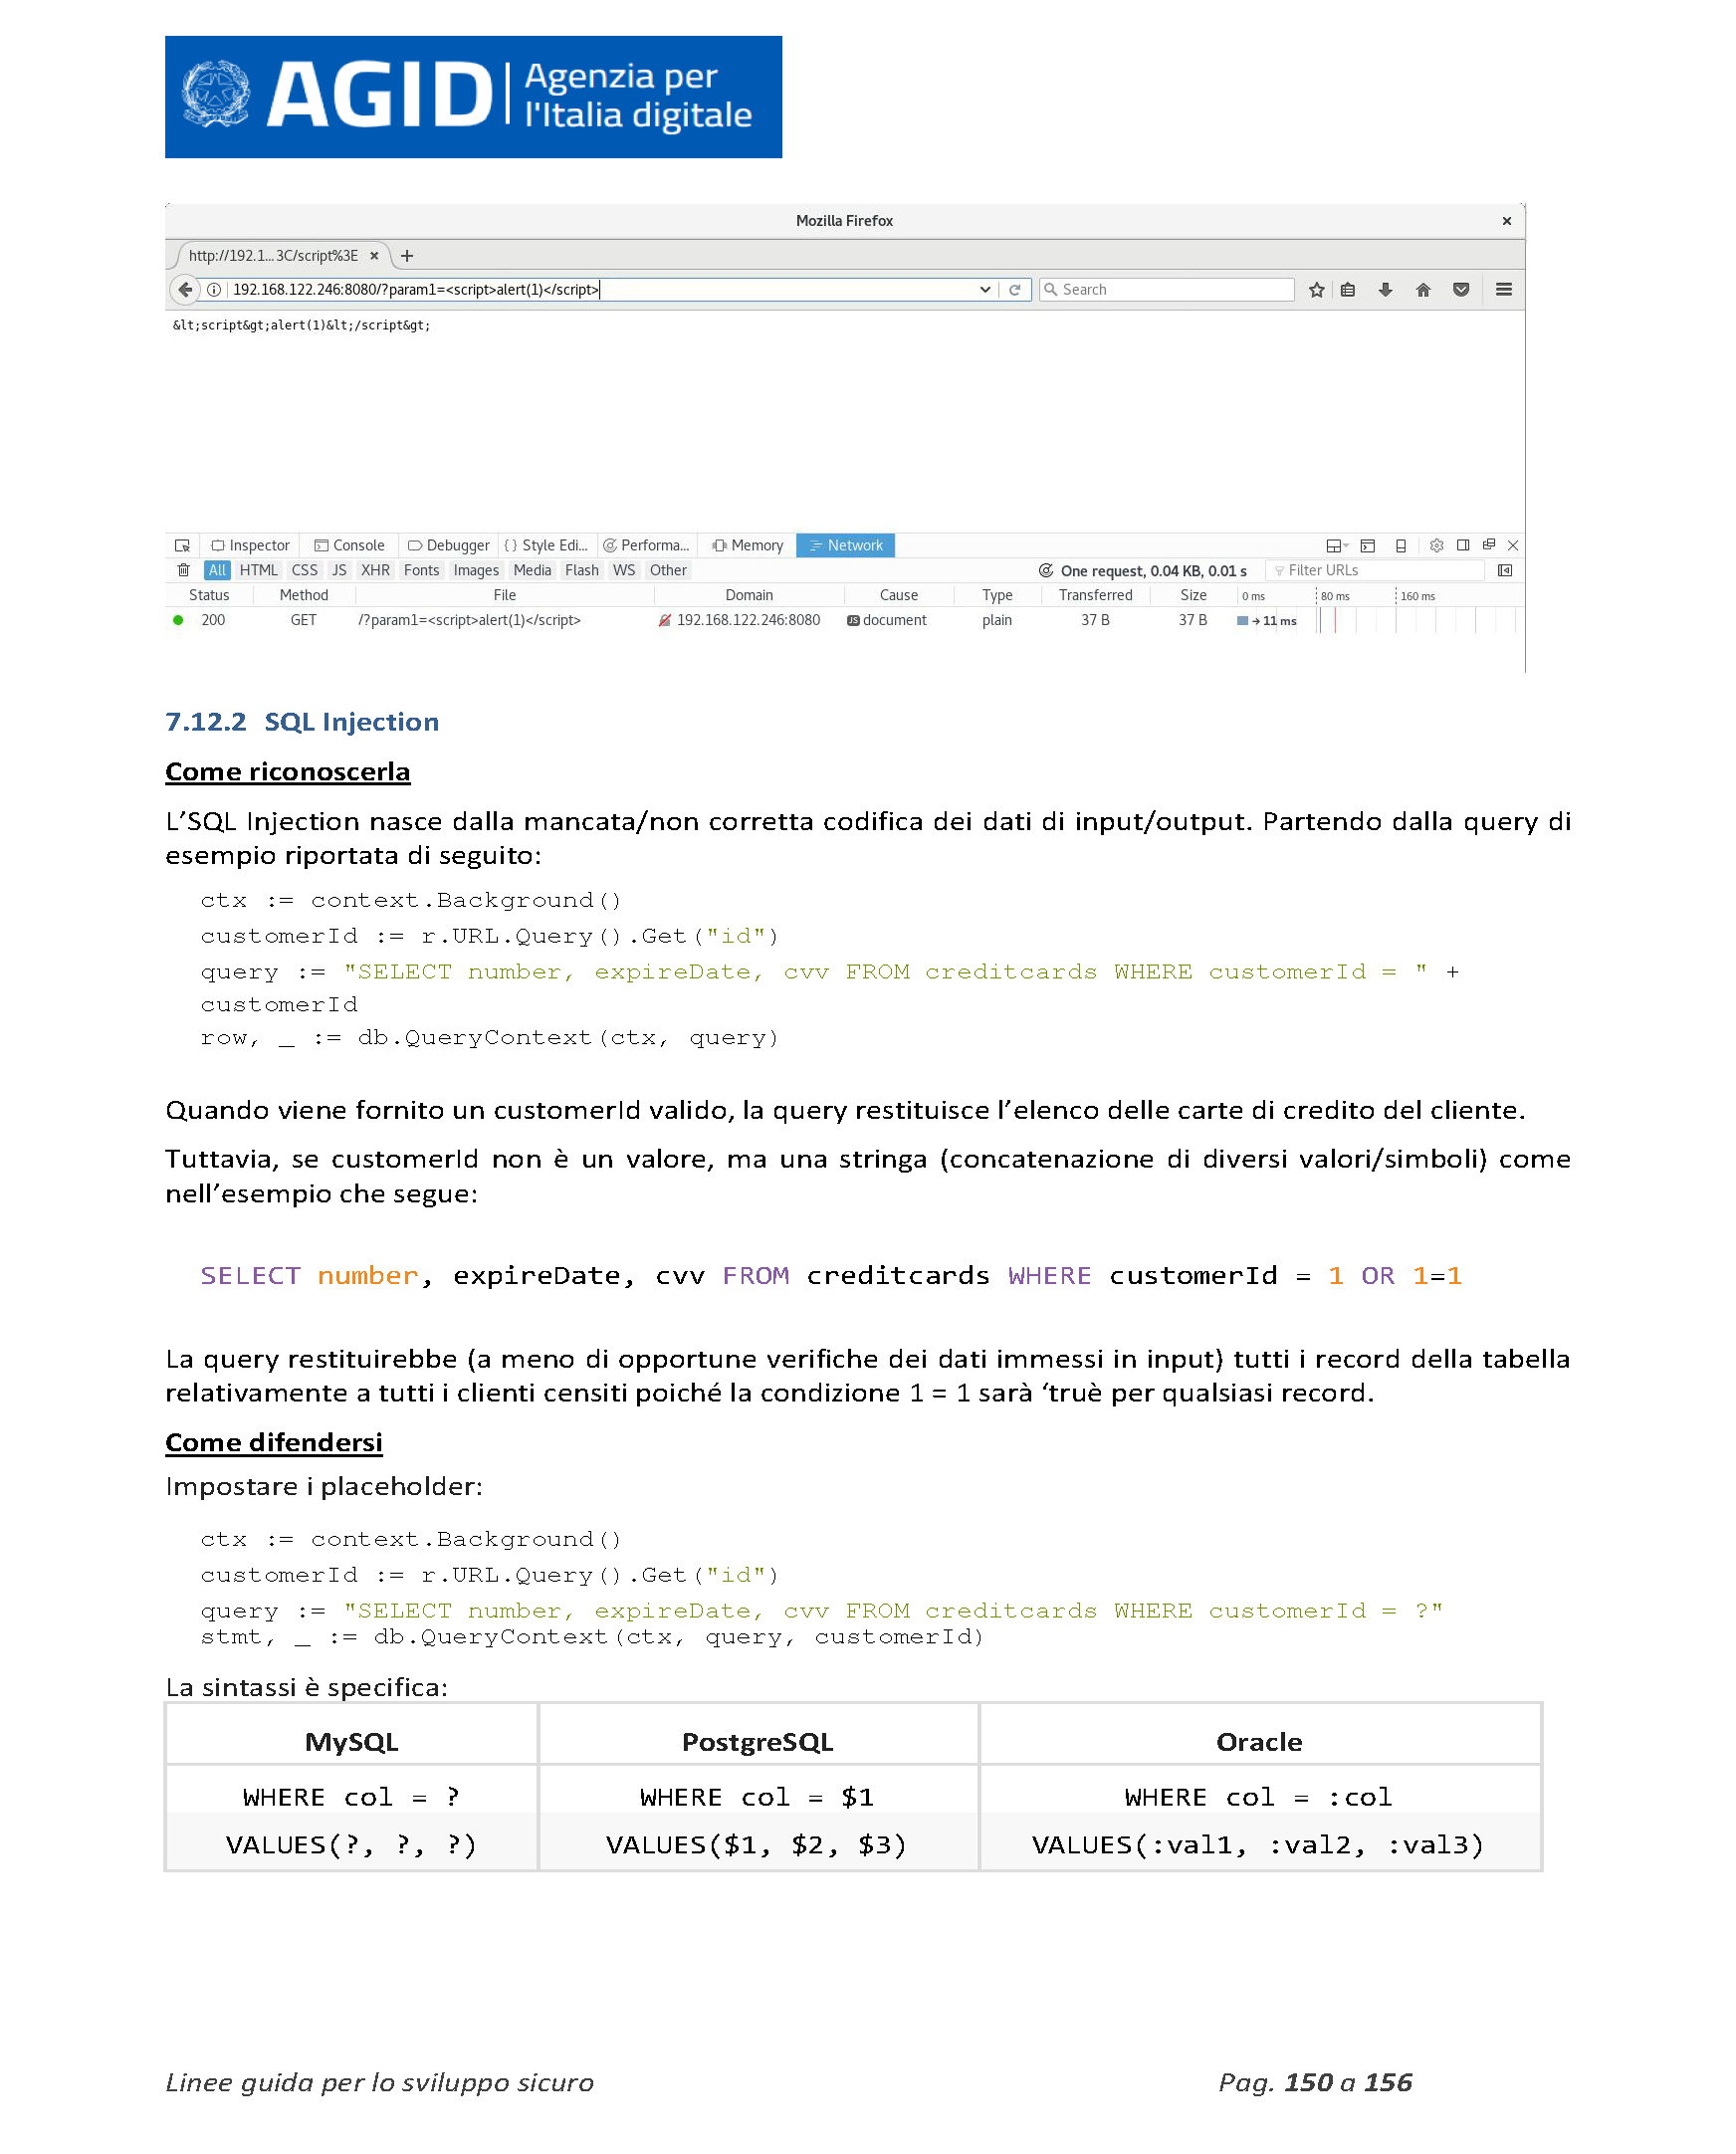 AGID Agenzia per
l'Italia digitale
Mozilla Firefox
http://192.1... 3C/script%3E
192.168.122.246:8080/?param1=<script>alert(1)</script>
Search
&lt;script&gt;alert(1)&lt;/script&gt;
Inspector Console Debugger { } Style Edi... Performa... Memory Network
All HTML CSS JS XHR Fonts Images Media Flash WS Other One request, 0.04 KB, 0.01 s Filter URLs
Status Method File Domain Cause Type Transferred Size 0 ms 80 ms 160 ms
200 GET /?param1=<script>alert(1)</script> 192.168.122.246:8080 JS document plain 37 B 37 B → 11 ms
7.12.2 SQL Injection
Come riconoscerla
L’SQL Injection nasce dalla mancata/non corretta codifica dei dati di input/output. Partendo dalla query di
esempio riportata di seguito:
ctx := context.Background()
customerId := r.URL.Query().Get("id")
query := "SELECT number, expireDate, cvv FROM creditcards WHERE customerId = " +
customerId
row, _ := db.QueryContext(ctx, query)
Quando viene fornito un customerId valido, la query restituisce l’elenco delle carte di credito del cliente.
Tuttavia, se customerId non è un valore, ma una stringa (concatenazione di diversi valori/simboli) come
nell’esempio che segue:
SELECT number, expireDate, cvv FROM creditcards WHERE customerId = 1 OR 1=1
La query restituirebbe (a meno di opportune verifiche dei dati immessi in input) tutti i record della tabella
relativamente a tutti i clienti censiti poiché la condizione 1 = 1 sarà ‘truè per qualsiasi record.
Come difendersi
Impostare i placeholder:
ctx := context.Background()
customerId := r.URL.Query().Get("id")
query := "SELECT number, expireDate, cvv FROM creditcards WHERE customerId = ?"
stmt, _ := db.QueryContext(ctx, query, customerId)
La sintassi è specifica:
MySQL PostgreSQL Oracle
WHERE col = ? WHERE col = $1 WHERE col = :col
VALUES(?, ?, ?) VALUES($1, $2, $3) VALUES(:val1, :val2, :val3)
Linee guida per lo sviluppo sicuro Pag. 150 a 156